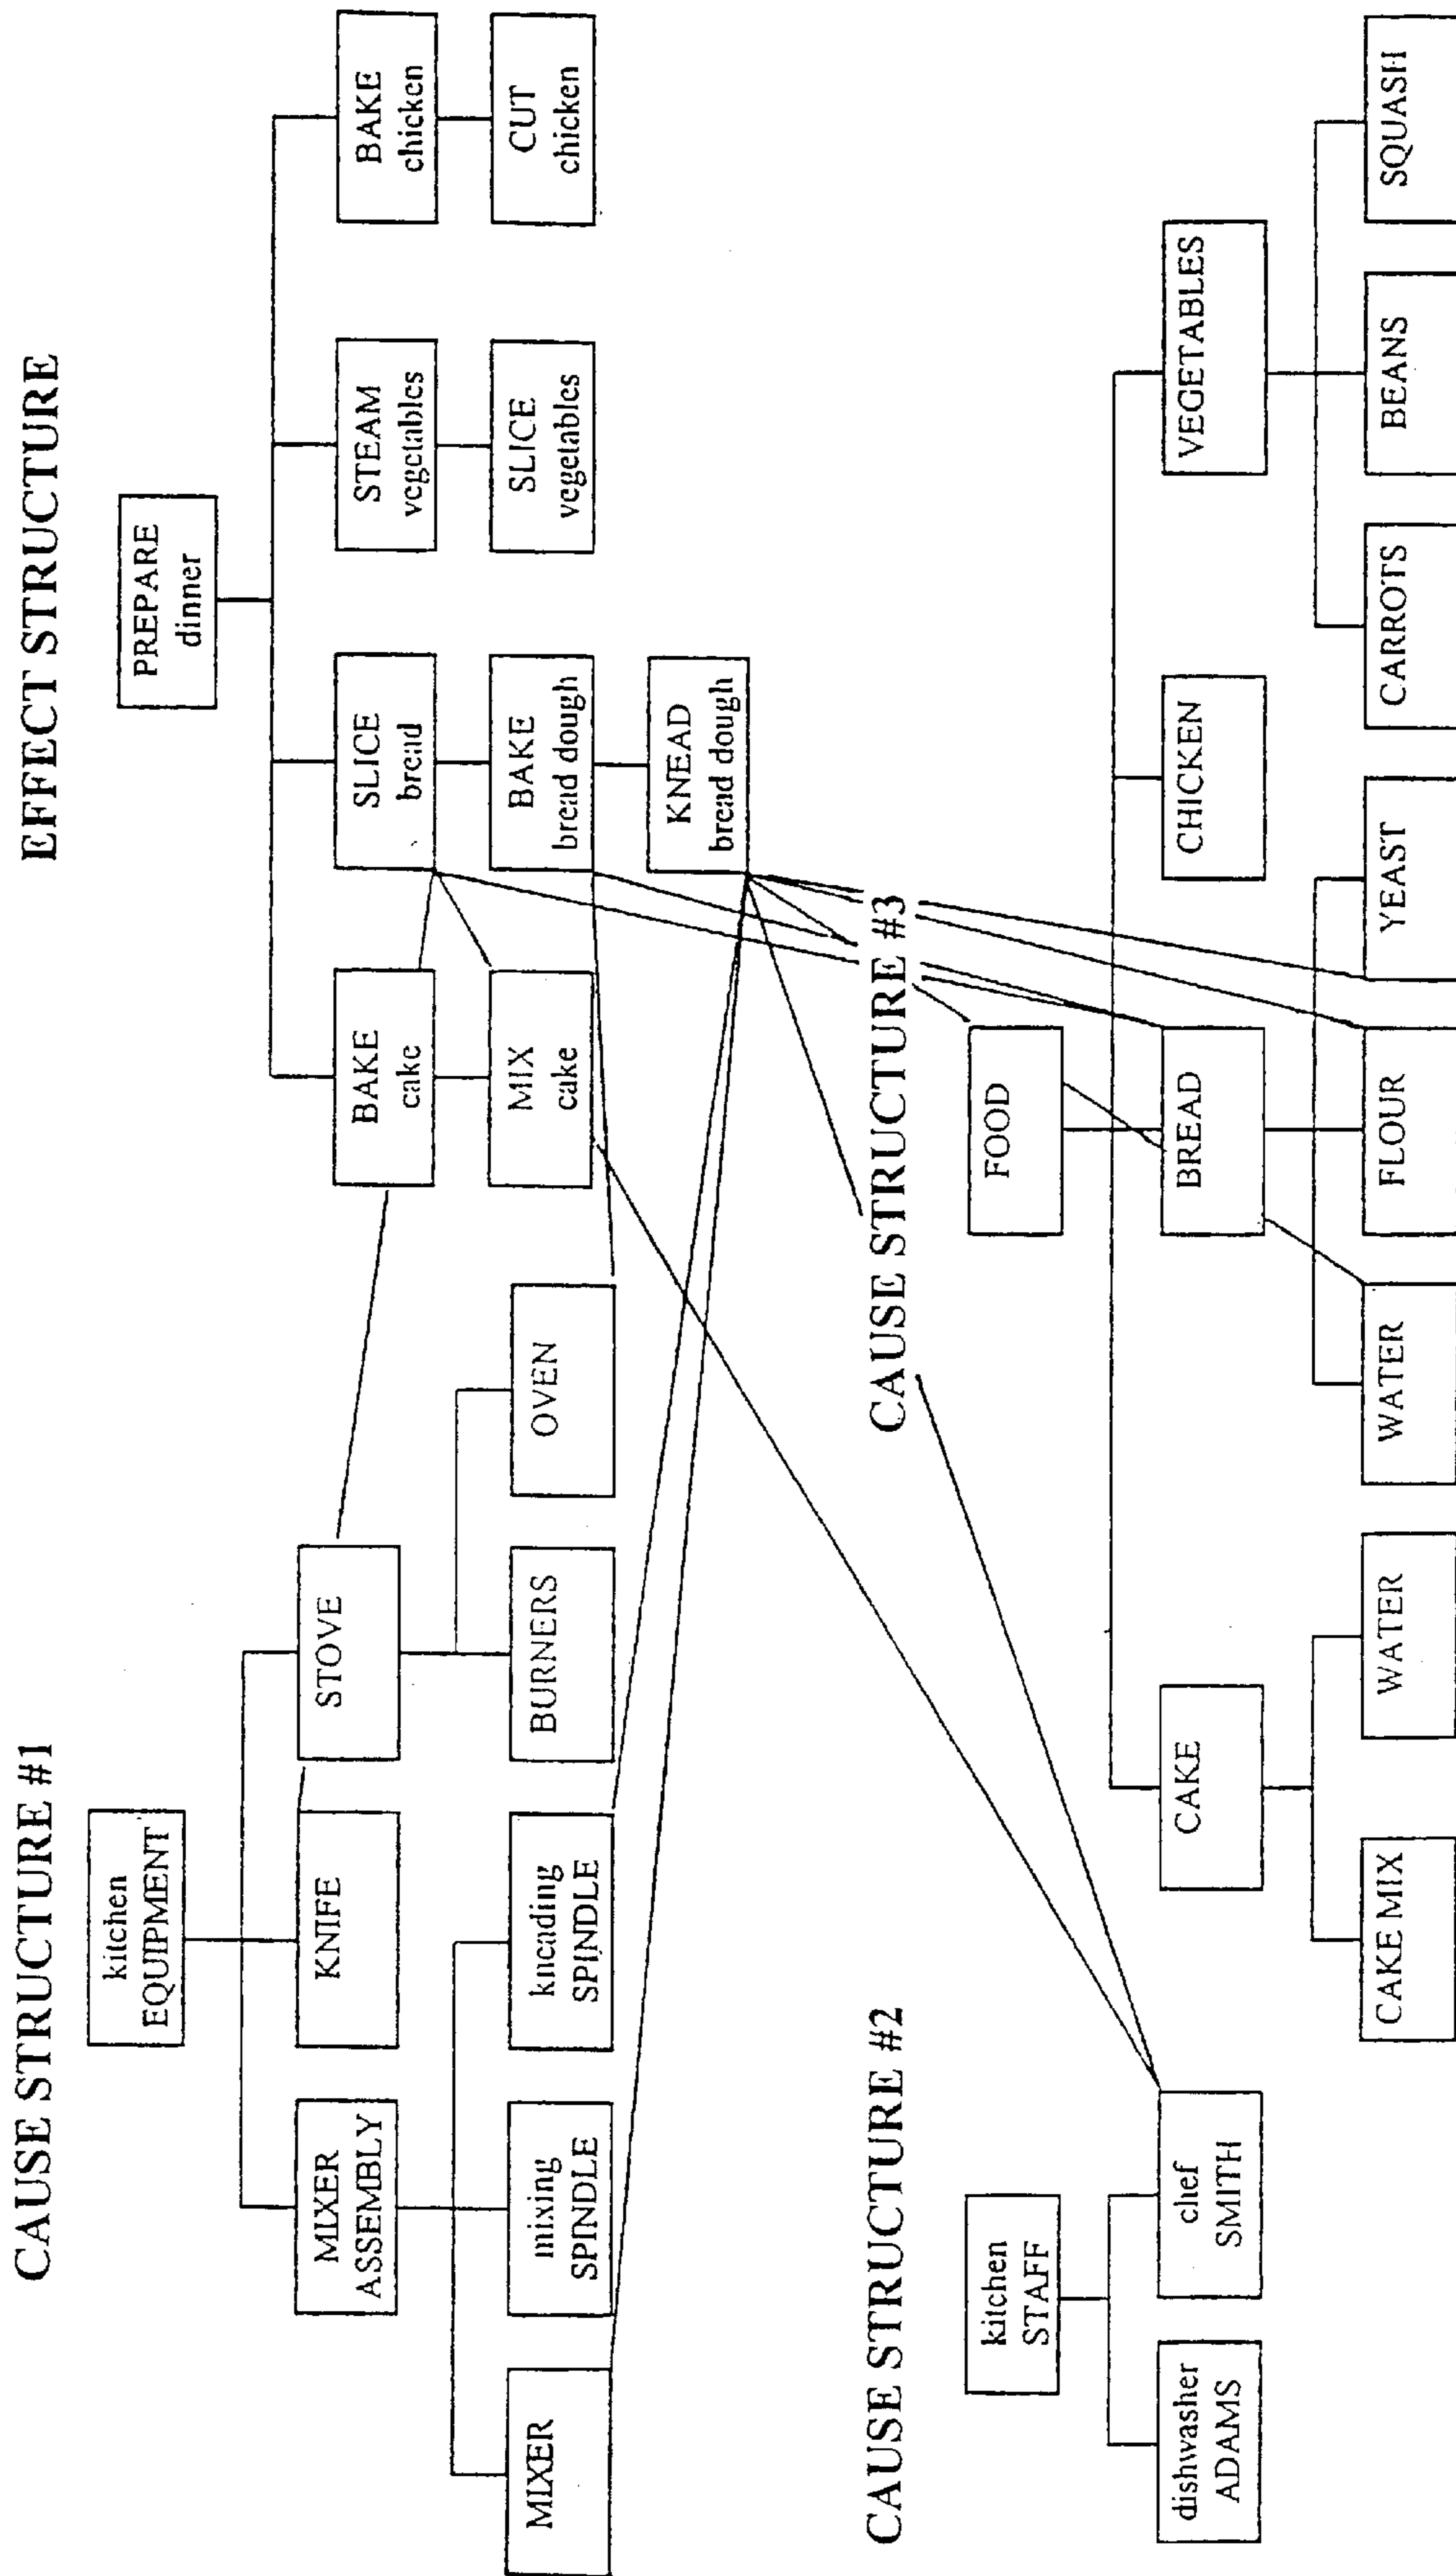 CAUSE STRUCTURE #1
kitchen
EQUIPMENT
MIXER
ASSEMBLY
KNIFE
STOVE
MIXER
mixing
SPINDLE
kneading
SPINDLE
BURNERS
OVEN
EFFECT STRUCTURE
PREPARE
dinner
BAKE
cake
SLICE
bread
STEAM
vegetables
BAKE
chicken
MIX
cake
BAKE
bread dough
SLICE
vegetables
CUT
chicken
KNEAD
bread dough
CAUSE STRUCTURE #2
kitchen
STAFF
dishwasher
ADAMS
chef
SMITH
CAUSE STRUCTURE #3
FOOD
CAKE
BREAD
CHICKEN
VEGETABLES
CAKE MIX
WATER
WATER
FLOUR
YEAST
CARROTS
BEANS
SQUASH